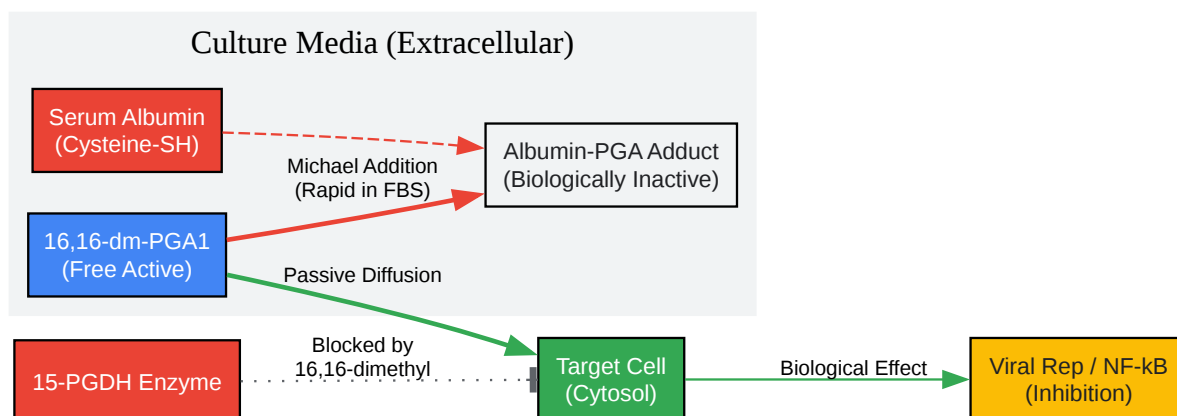 Culture Media (Extracellular)
Serum Albumin
(Cysteine-SH)
Albumin-PGA Adduct
(Biologically Inactive)
Michael Addition
(Rapid in FBS)
16,16-dm-PGA1
(Free Active)
Passive Diffusion
15-PGDH Enzyme
Blocked by
16,16-dimethyl
Target Cell
(Cytosol)
Biological Effect
Viral Rep / NF-kB
(Inhibition)